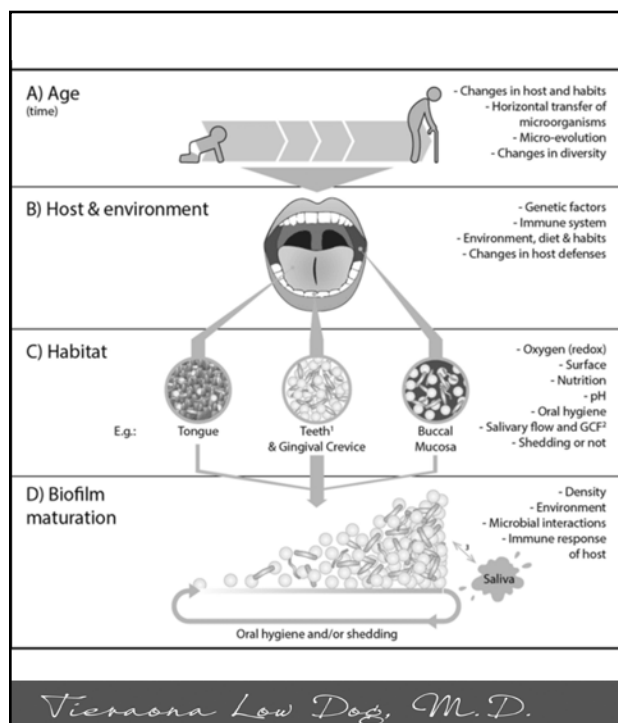 A) Age
(time)
- Changes in host and habits
- Horizontal transfer of
microorganisms
- Micro-evolution
- Changes in diversity
B) Host & environment
- Genetic factors
- Immune system
- Environment, diet & habits
- Changes in host defenses
C) Habitat
- Oxygen (redox)
- Surface
- Nutrition
- pH
- Oral hygiene
- Salivary flow and GCF²
- Shedding or not
E.g.:
Tongue
Teeth¹
& Gingival Crevice
Buccal
Mucosa
D) Biofilm
maturation
- Density
- Environment
- Microbial interactions
- Immune response
of host
3
Saliva
Oral hygiene and/or shedding
Tieraona Low Dog, M.D.